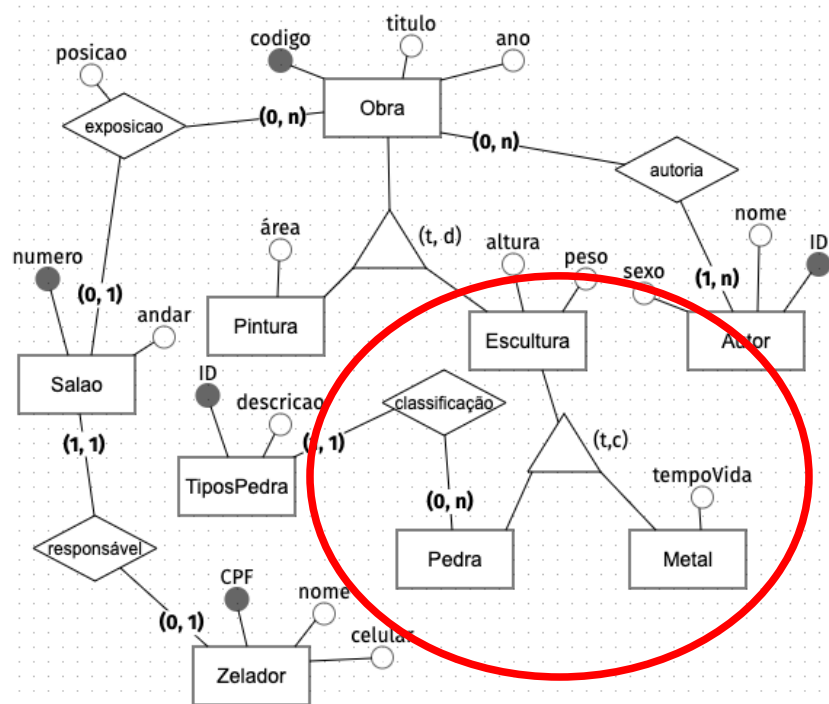 titulo
codigo
ano
posicao
Obra
(0, n)
exposicao
(0, n)
autoria
nome
ID
área
(t, d)
altura
peso
sexo
(1, n)
numero
(0, 1)
andar
Pintura
Escultura
Autor
Salao
ID
descricao
classificação
(1, 1)
(t,c)
(1, 1)
tempoVida
TiposPedra
(0, n)
Pedra
Metal
responsável
CPF
nome
(0, 1)
celular
Zelador